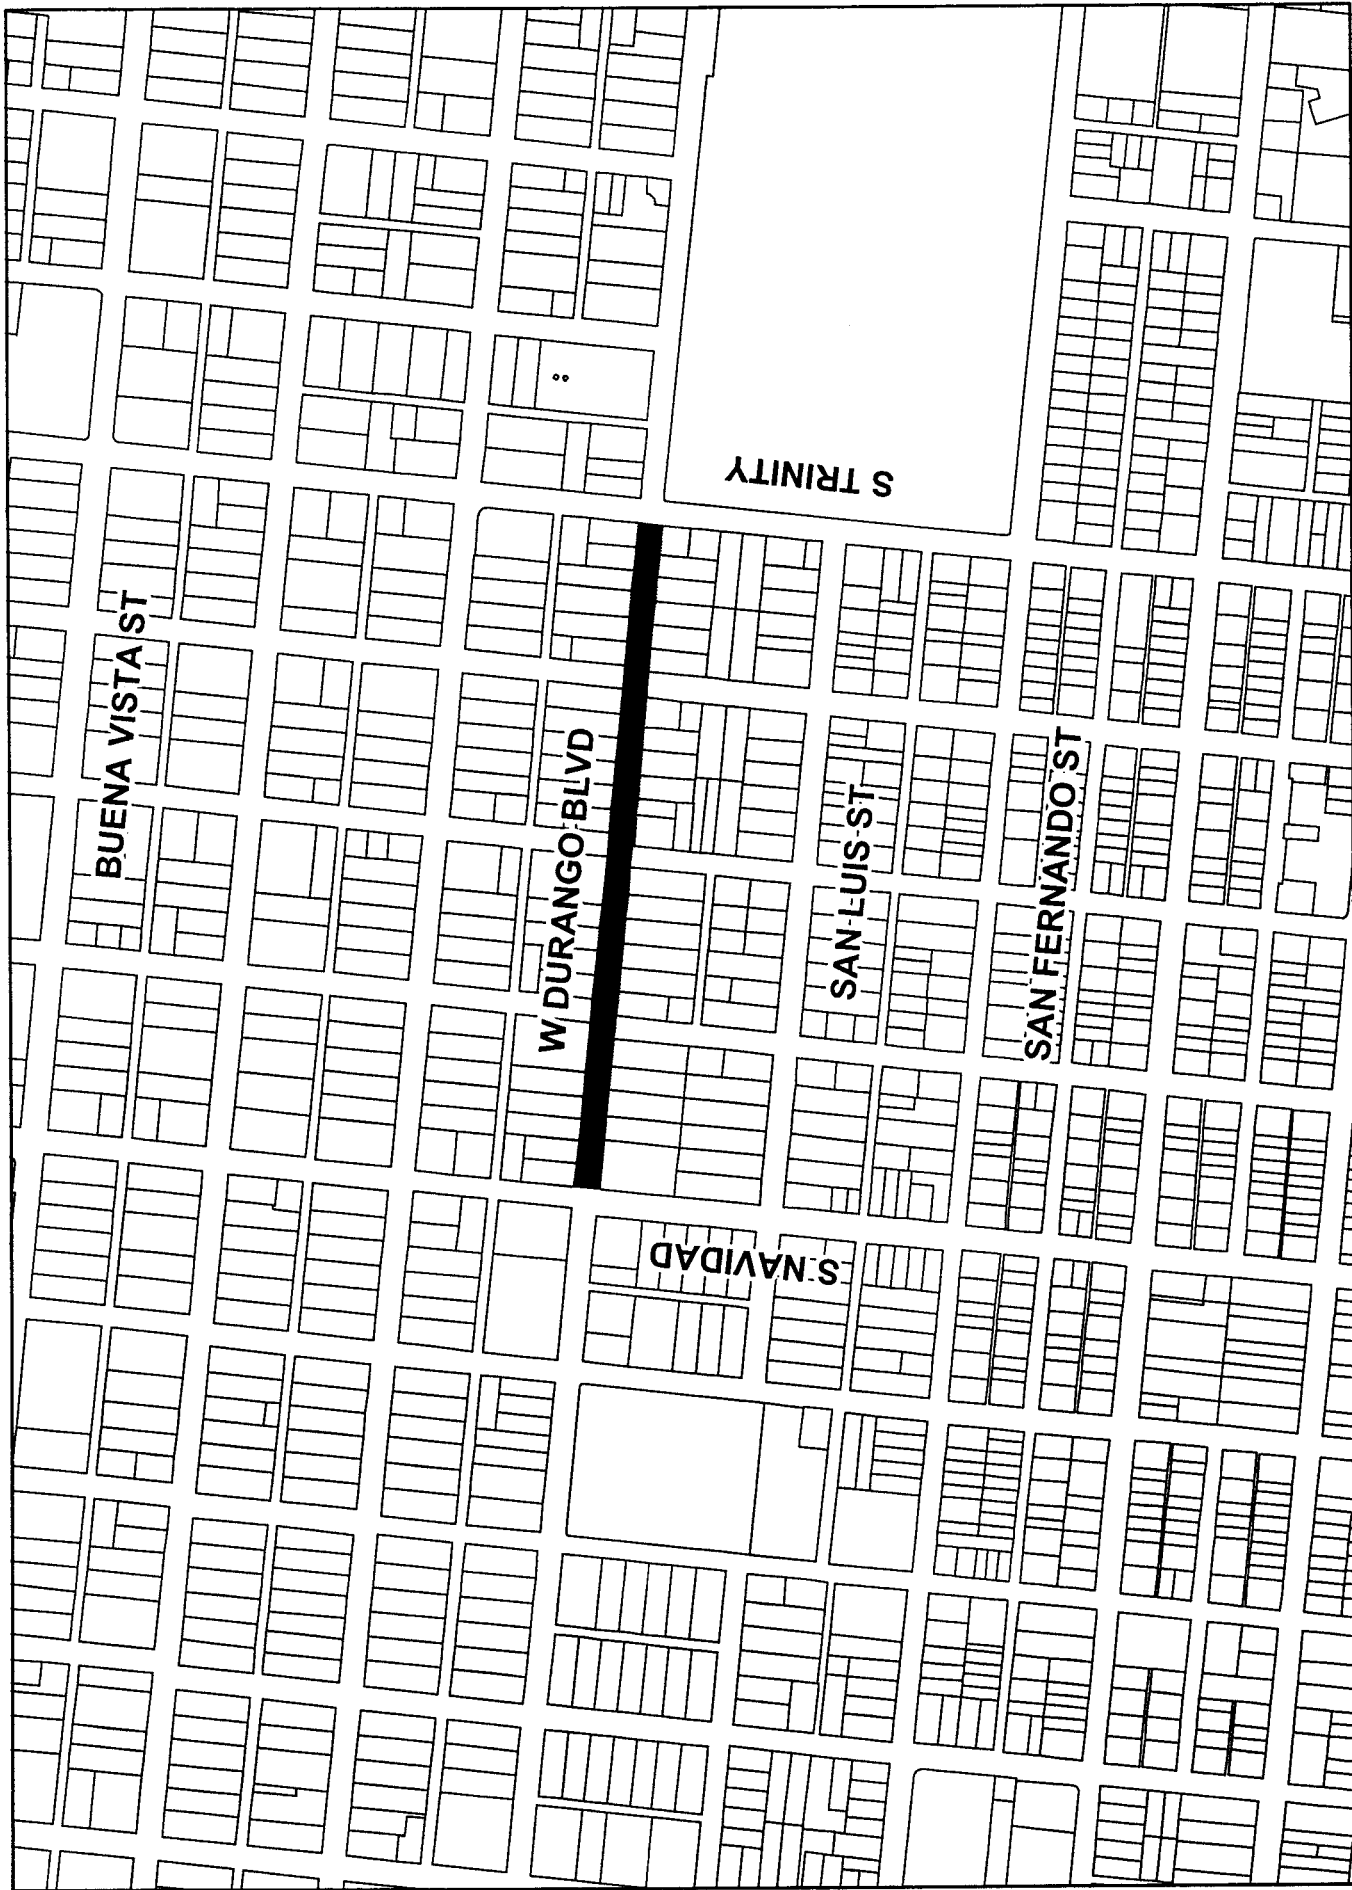 BUENA VISTA ST
W DURANGO BLVD
S TRINITY
SAN LUIS ST
SAN FERNANDO ST
S NAVIDAD